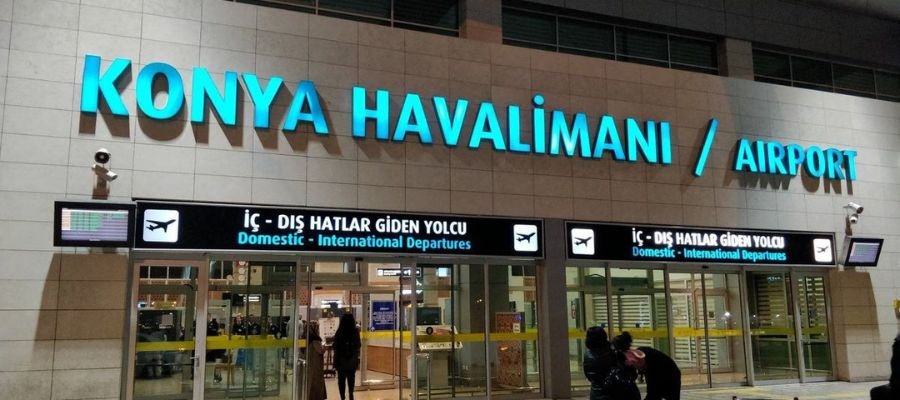 KONYA HAVALİMANI / AIRPORT
İÇ - DIŞ HATLAR GİDEN YOLCU
Domestic - International Departures
İÇ - DIŞ HATLAR GİDEN YOLCU
Domestic - International Departures